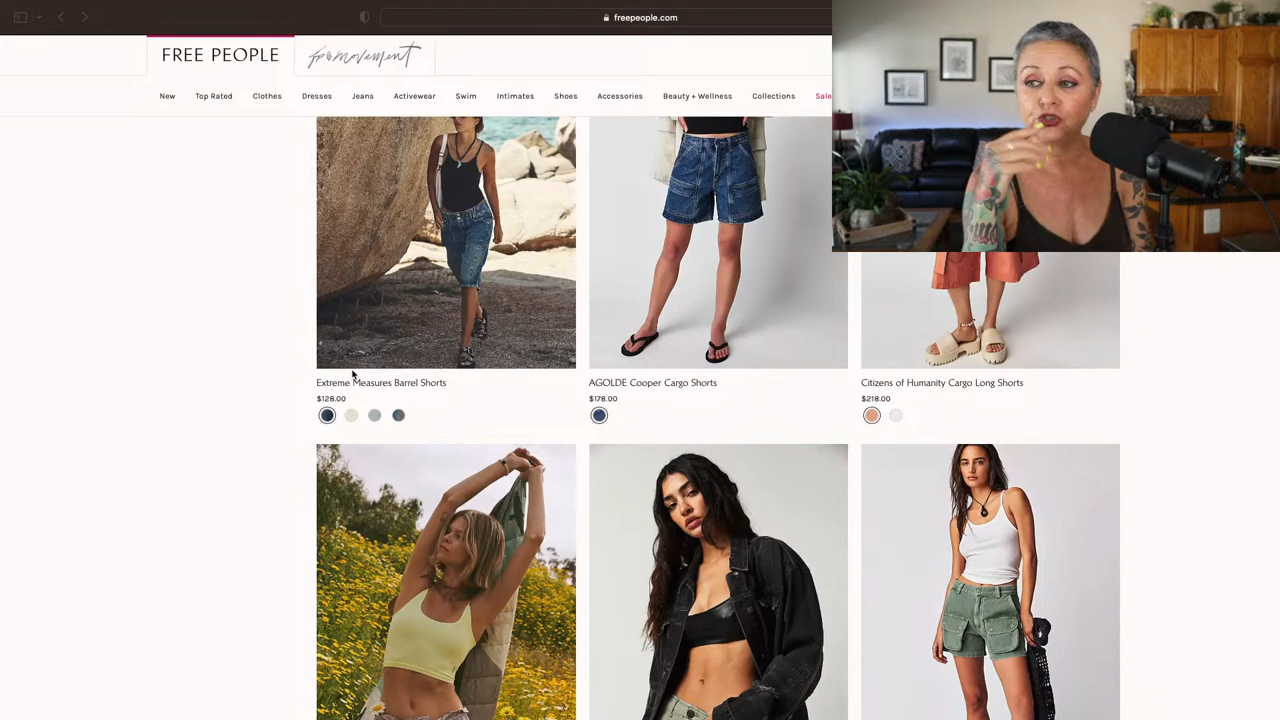 freepeople.com
FREE PEOPLE
fp movement
New Top Rated Clothes Dresses Jeans Activewear Swim Intimates Shoes Accessories Beauty + Wellness Collections Sale
Extreme Measures Barrel Shorts
$128.00
AGOLDE Cooper Cargo Shorts
$178.00
Citizens of Humanity Cargo Long Shorts
$218.00